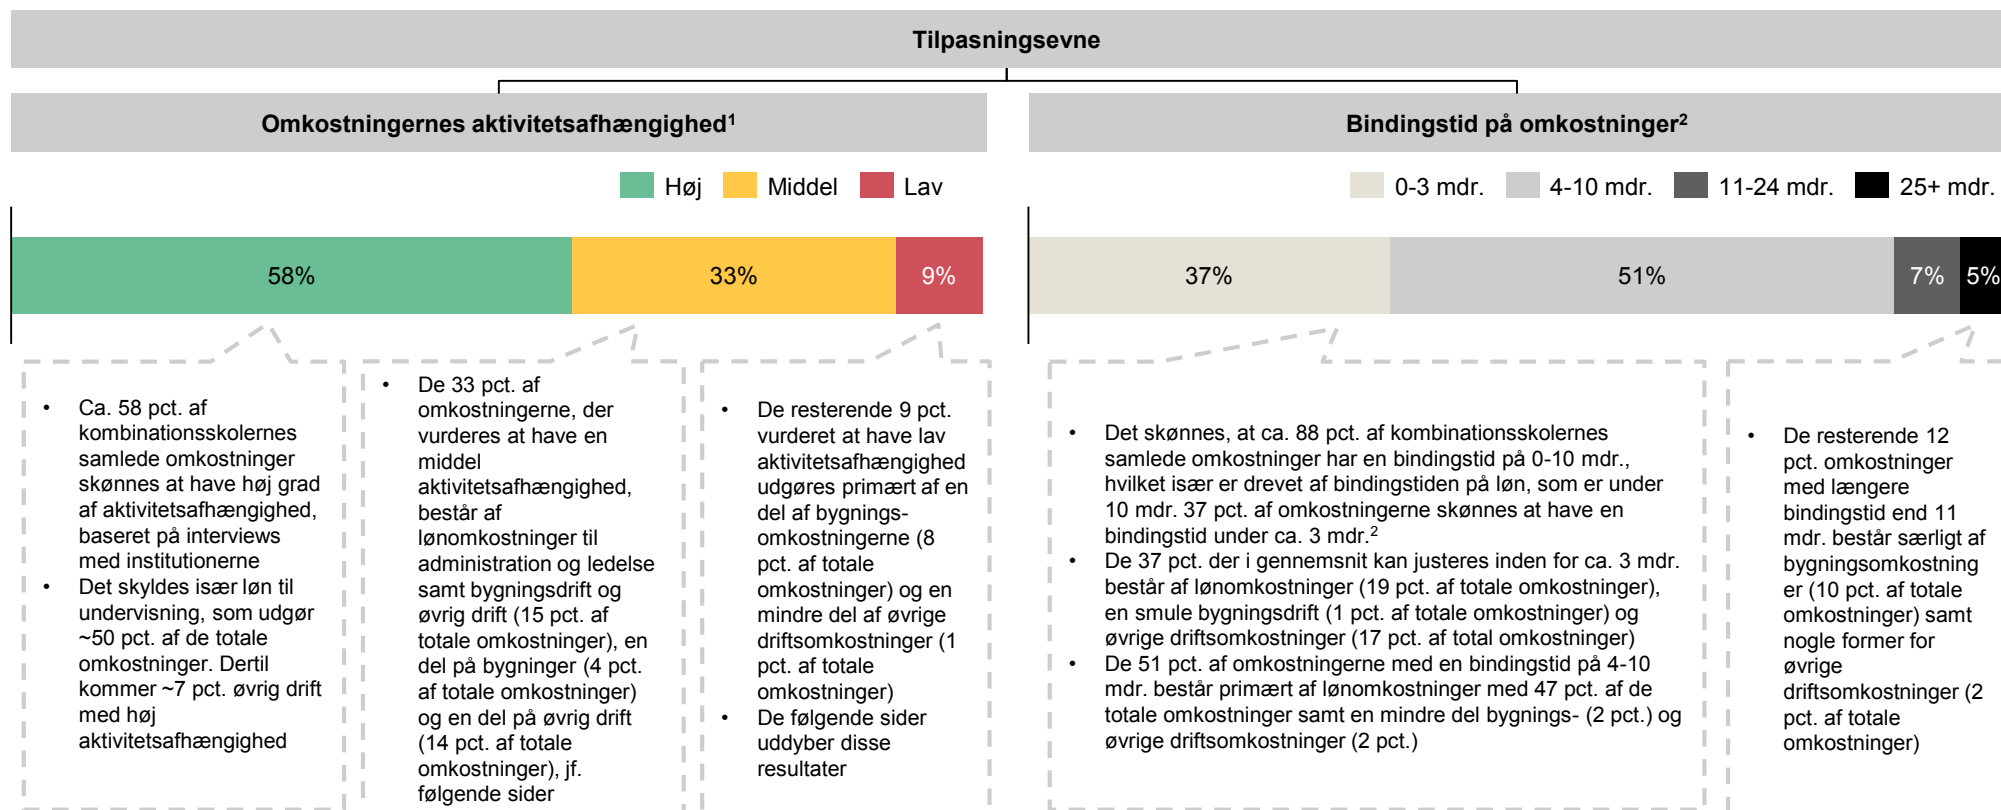 Tilpasningsevne
Omkostningernes aktivitetsafhængighed¹
Høj
Middel
Lav
58%
33%
9%
• Ca. 58 pct. af
kombinationsskolernes
samlede omkostninger
skønnes at have høj grad
af aktivitetsafhængighed,
baseret på interviews
med institutionerne
• Det skyldes især løn til
undervisning, som udgør
~50 pct. af de totale
omkostninger. Dertil
kommer ~7 pct. øvrig drift
med høj
aktivitetsafhængighed
• De 33 pct. af
omkostningerne, der
vurderes at have en
middel
aktivitetsafhængighed,
består af
lønomkostninger til
administration og ledelse
samt bygningsdrift og
øvrig drift (15 pct. af
totale omkostninger), en
del på bygninger (4 pct.
af totale omkostninger)
og en del på øvrig drift
(14 pct. af totale
omkostninger), jf.
følgende sider
• De resterende 9 pct.
vurderet at have lav
aktivitetsafhængighed
udgøres primært af en
del af bygnings-
omkostningerne (8
pct. af totale
omkostninger) og en
mindre del af øvrige
driftsomkostninger (1
pct. af totale
omkostninger)
• De følgende sider
uddyber disse
resultater
Bindingstid på omkostninger²
0-3 mdr.
4-10 mdr.
11-24 mdr.
25+ mdr.
37%
51%
7%
5%
• Det skønnes, at ca. 88 pct. af kombinationsskolernes
samlede omkostninger har en bindingstid på 0-10 mdr.,
hvilket især er drevet af bindingstiden på løn, som er under
10 mdr. 37 pct. af omkostningerne skønnes at have en
bindingstid under ca. 3 mdr.²
• De 37 pct. der i gennemsnit kan justeres inden for ca. 3 mdr.
består af lønomkostninger (19 pct. af totale omkostninger),
en smule bygningsdrift (1 pct. af totale omkostninger) og
øvrige driftsomkostninger (17 pct. af total omkostninger)
• De 51 pct. af omkostningerne med en bindingstid på 4-10
mdr. består primært af lønomkostninger med 47 pct. af de
totale omkostninger samt en mindre del bygnings- (2 pct.) og
øvrige driftsomkostninger (2 pct.)
• De resterende 12
pct. omkostninger
med længere
bindingstid end 11
mdr. består særligt af
bygningsomkostning
er (10 pct. af totale
omkostninger) samt
nogle former for
øvrige
driftsomkostninger (2
pct. af totale
omkostninger)